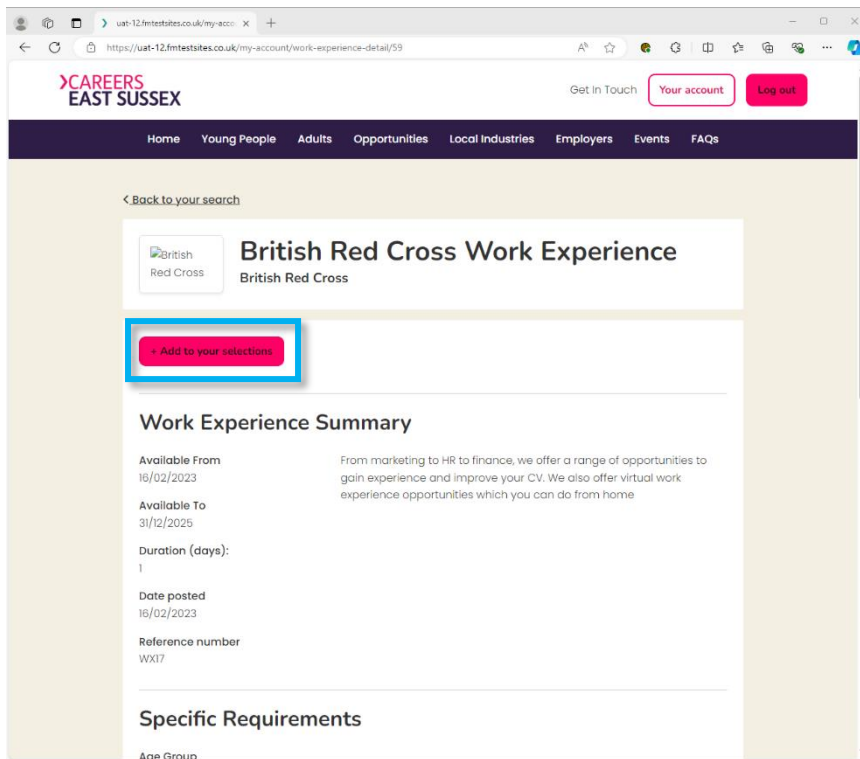 uat-12.fmtestsites.co.uk/my-acco
https://uat-12.fmtestsites.co.uk/my-account/work-experience-detail/59
CAREERS
EAST SUSSEX
Get In Touch
Your account
Log out
Home Young People Adults Opportunities Local Industries Employers Events FAQs
Back to your search
British
Red Cross
British Red Cross Work Experience
British Red Cross
+ Add to your selections
Work Experience Summary
Available From
16/02/2023
Available To
31/12/2025
Duration (days):
1
Date posted
16/02/2023
Reference number
WX17
From marketing to HR to finance, we offer a range of opportunities to
gain experience and improve your CV. We also offer virtual work
experience opportunities which you can do from home
Specific Requirements
Age Group